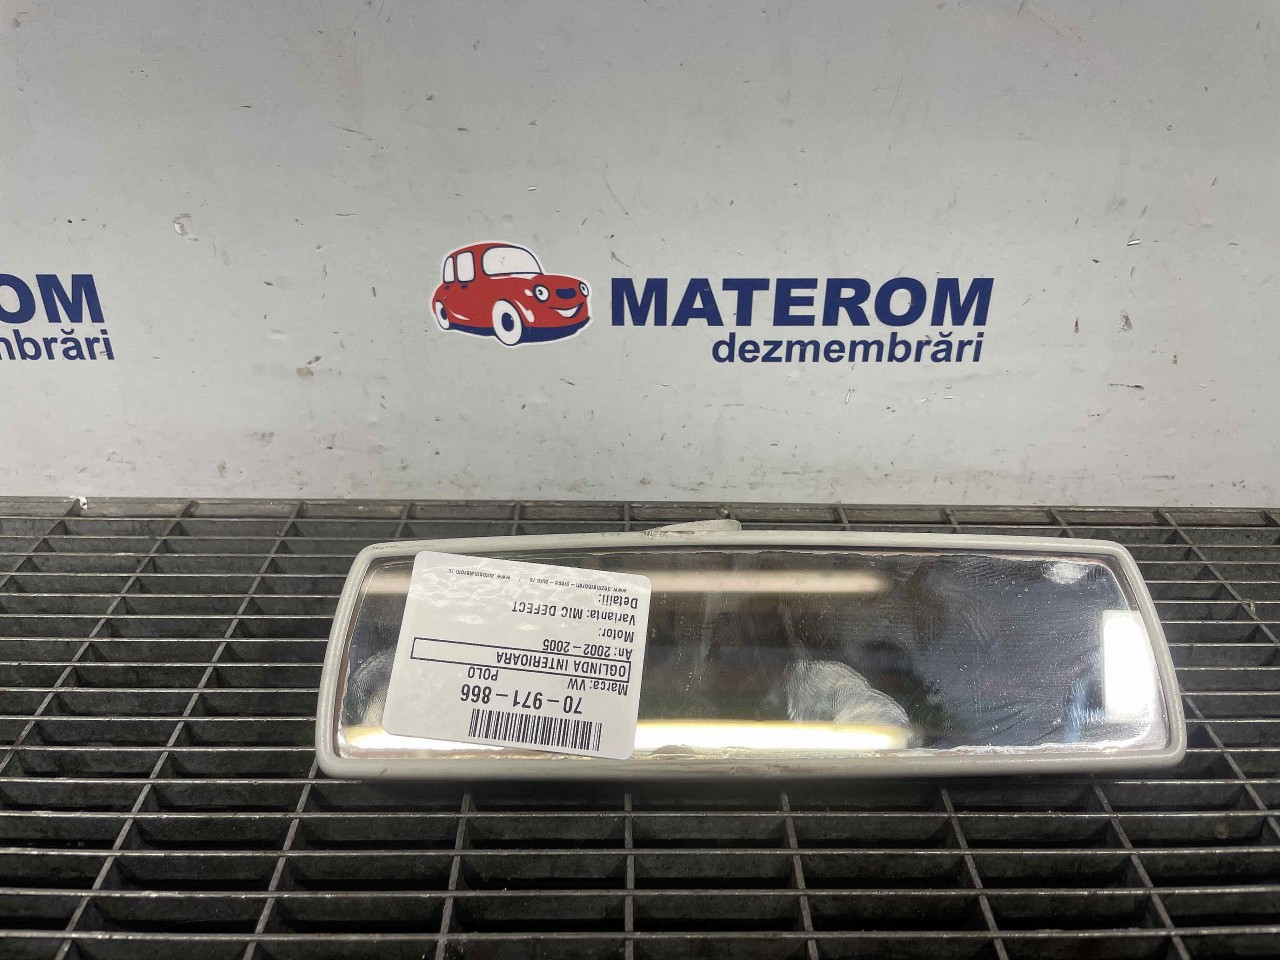 MATEROM
dezmembrări
OM
mbrări
70-971-866
Marca: VW
POLO
OGLINDA INTERIOARA
An: 2002-2005
Motor:
Varianta: MIC DEFECT
Detalii: